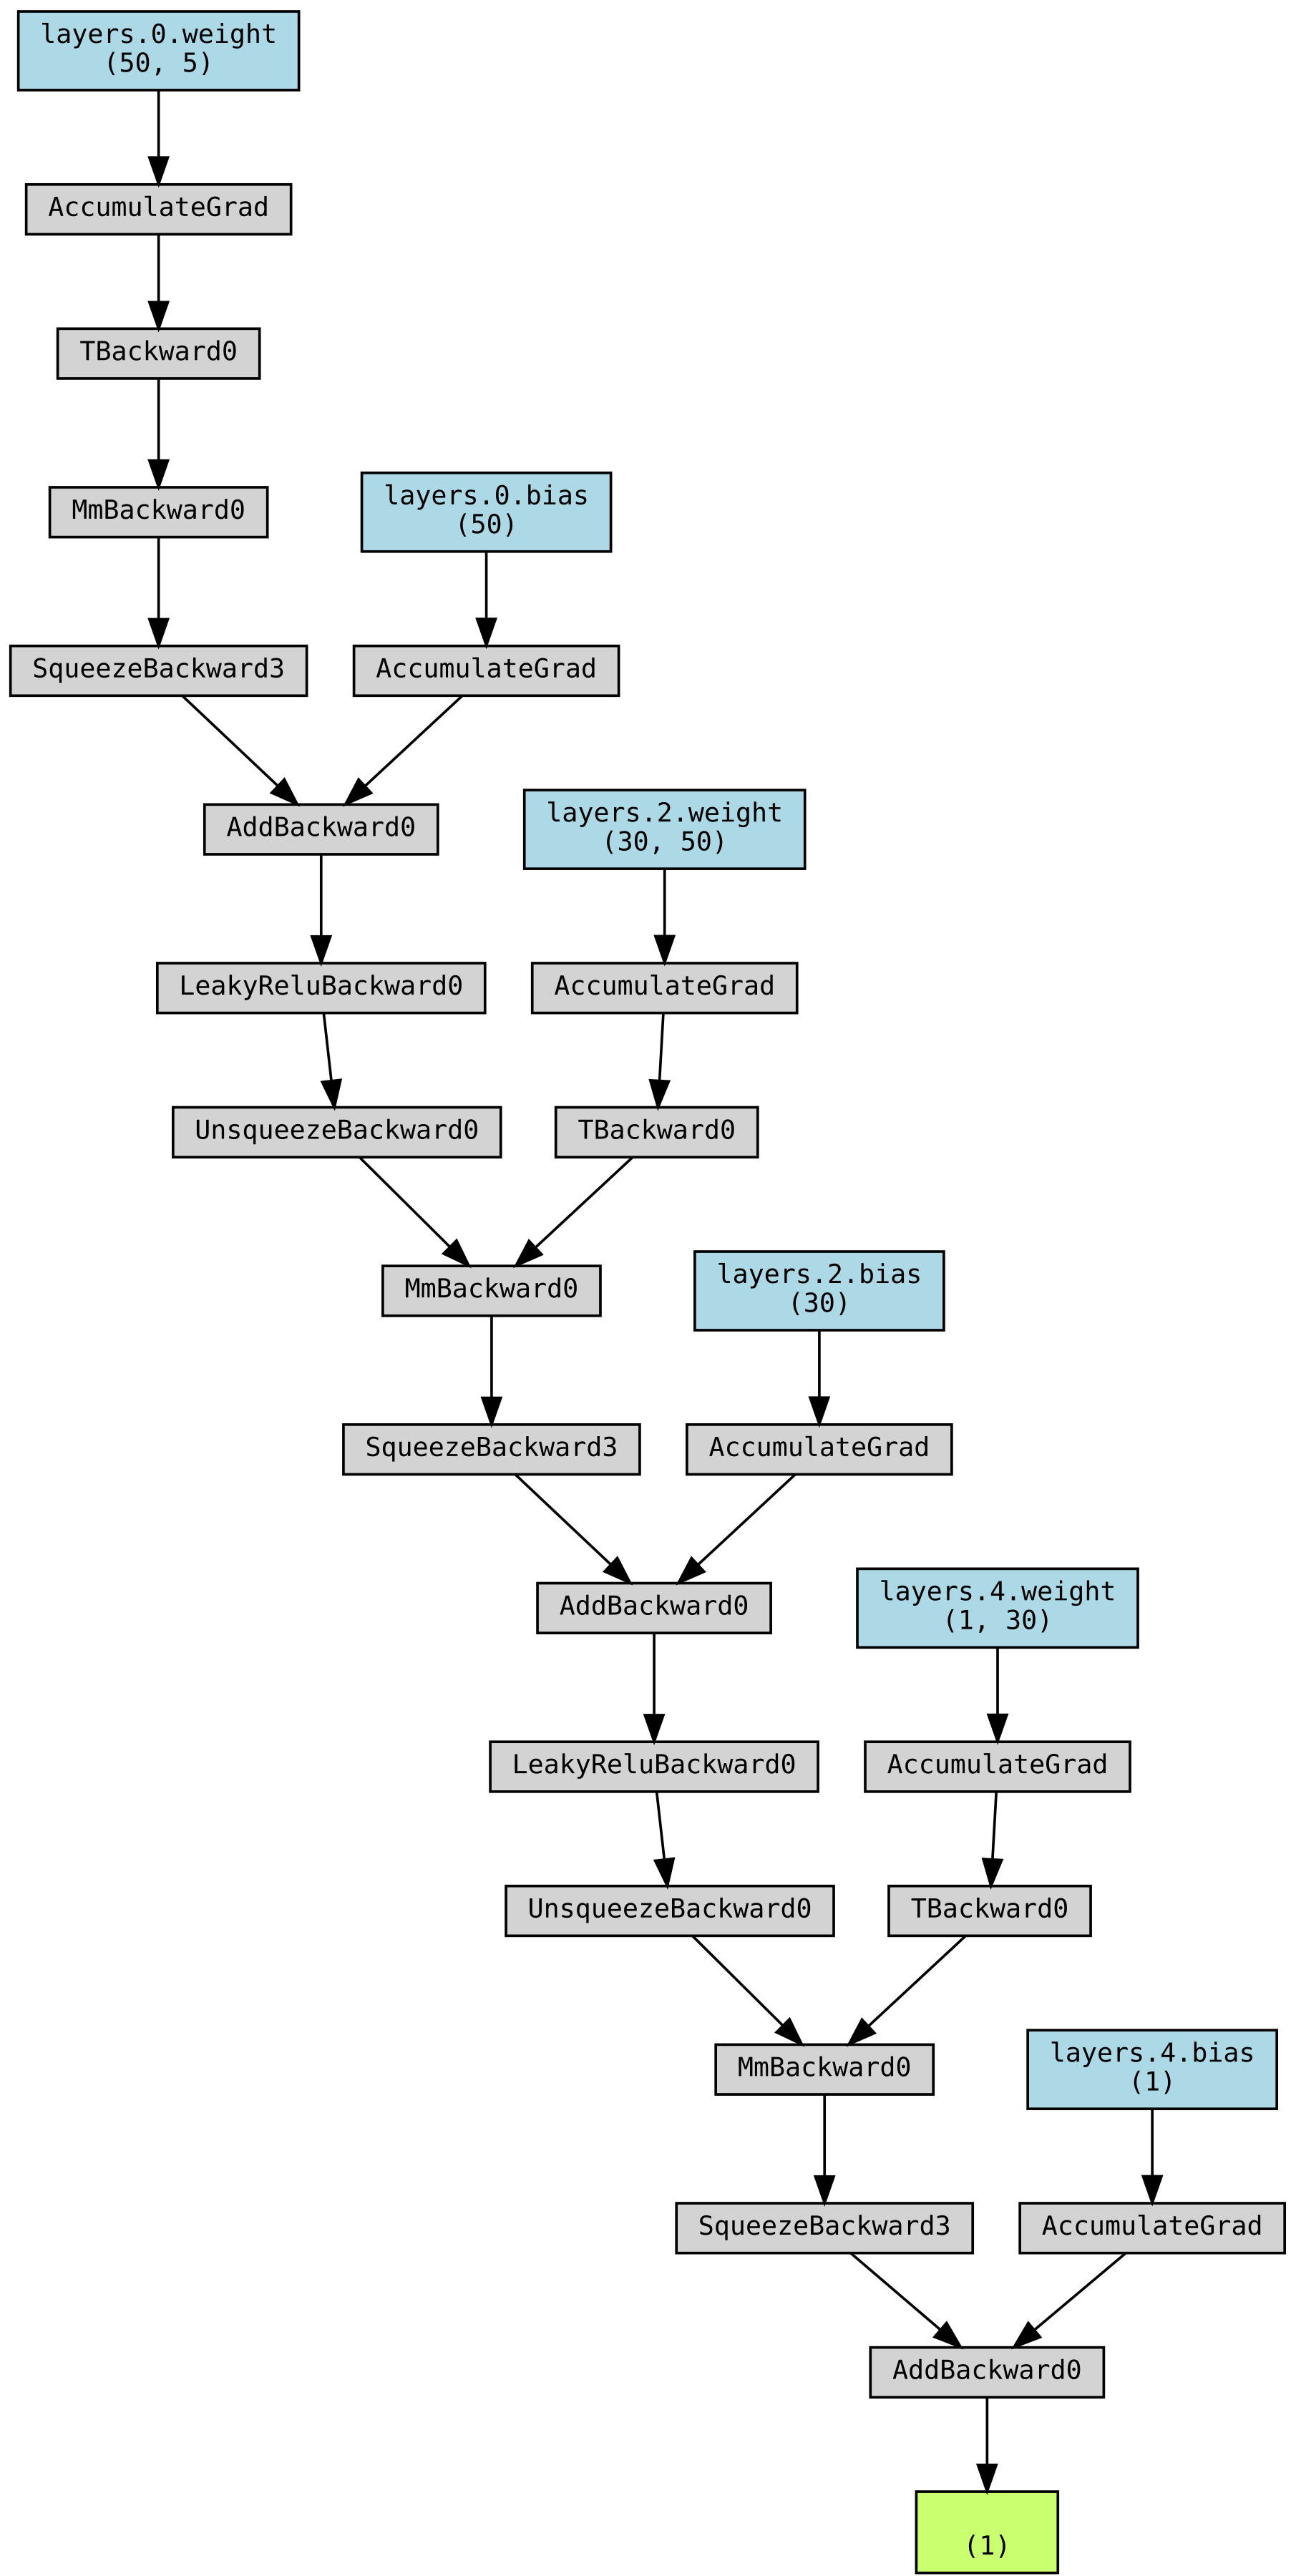 layers.0.weight
(50, 5)
AccumulateGrad
TBackward0
MmBackward0
layers.0.bias
(50)
SqueezeBackward3
AccumulateGrad
AddBackward0
layers.2.weight
(30, 50)
LeakyReluBackward0
AccumulateGrad
UnsqueezeBackward0
TBackward0
MmBackward0
layers.2.bias
(30)
SqueezeBackward3
AccumulateGrad
AddBackward0
layers.4.weight
(1, 30)
LeakyReluBackward0
AccumulateGrad
UnsqueezeBackward0
TBackward0
MmBackward0
layers.4.bias
(1)
SqueezeBackward3
AccumulateGrad
AddBackward0
(1)